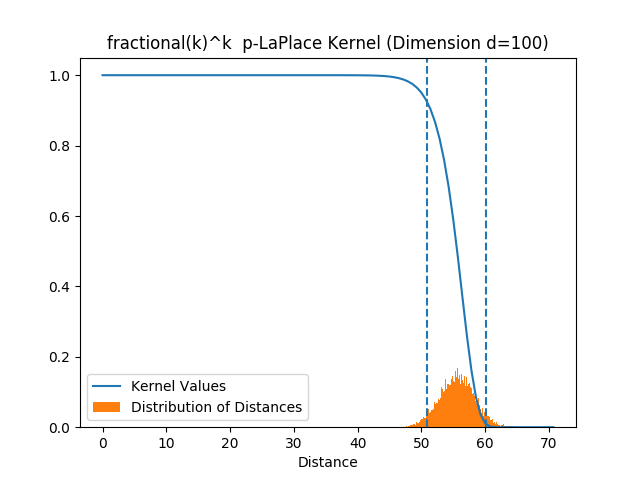 fractional(k)^k  p-LaPlace Kernel (Dimension d=100)
1.0
0.8
0.6
0.4
0.2
0.0
Kernel Values
Distribution of Distances
0 10 20 30 40 50 60 70
Distance